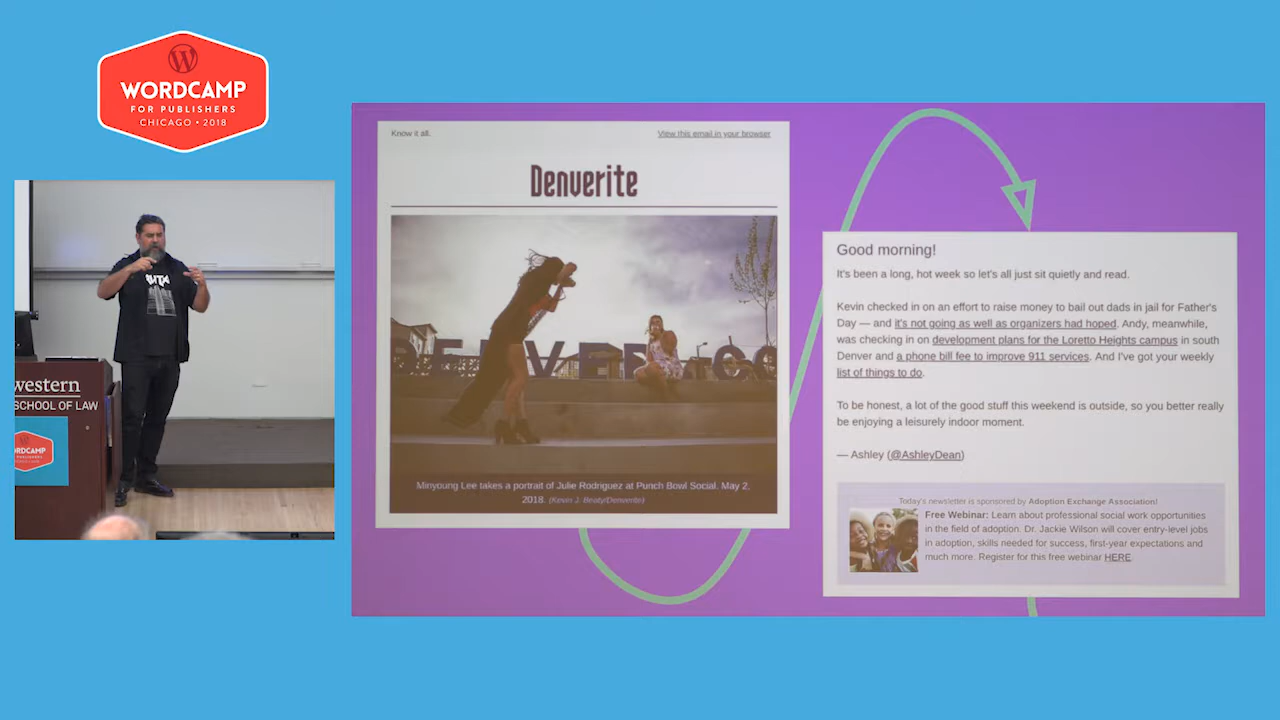 WORDCAMP
FOR PUBLISHERS
CHICAGO • 2018
western
SCHOOL OF LAW
RDCAMP
Know it all.
View this email in your browser
Denverite
DENVER
CO
Minyoung Lee takes a portrait of Julie Rodriguez at Punch Bowl Social. May 2,
2018. (Kevin J. Beaty/Denverite)
Good morning!
It's been a long, hot week so let's all just sit quietly and read.
Kevin checked in on an effort to raise money to bail out dads in jail for Father's
Day — and it's not going as well as organizers had hoped. Andy, meanwhile,
was checking in on development plans for the Loretto Heights campus in south
Denver and a phone bill fee to improve 911 services. And I've got your weekly
list of things to do.
To be honest, a lot of the good stuff this weekend is outside, so you better really
be enjoying a leisurely indoor moment.
— Ashley (@AshleyDean)
Today's newsletter is sponsored by Adoption Exchange Association!
Free Webinar: Learn about professional social work opportunities
in the field of adoption. Dr. Jackie Wilson will cover entry-level jobs
in adoption, skills needed for success, first-year expectations and
much more. Register for this free webinar HERE.